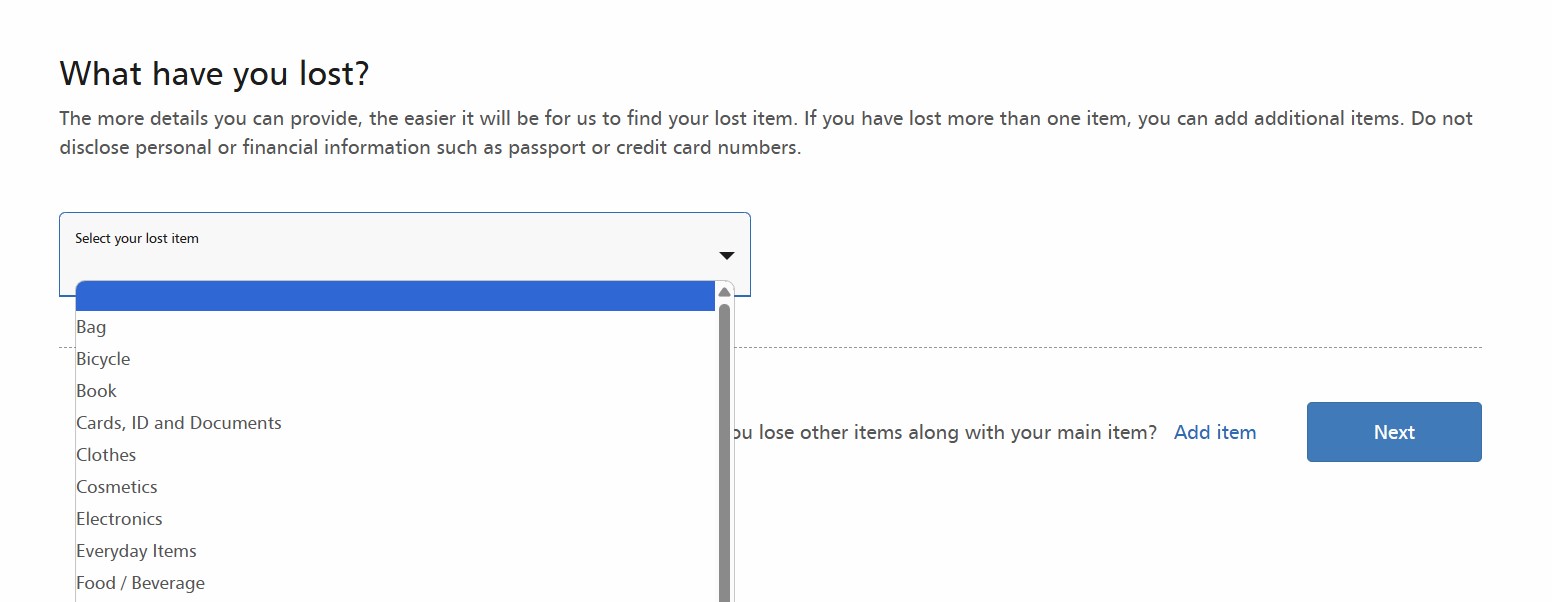 What have you lost?
The more details you can provide, the easier it will be for us to find your lost item. If you have lost more than one item, you can add additional items. Do not
disclose personal or financial information such as passport or credit card numbers.
Select your lost item
Bag
Bicycle
Book
Cards, ID and Documents
Clothes
Cosmetics
Electronics
Everyday Items
Food / Beverage
lose other items along with your main item? Add item
Next